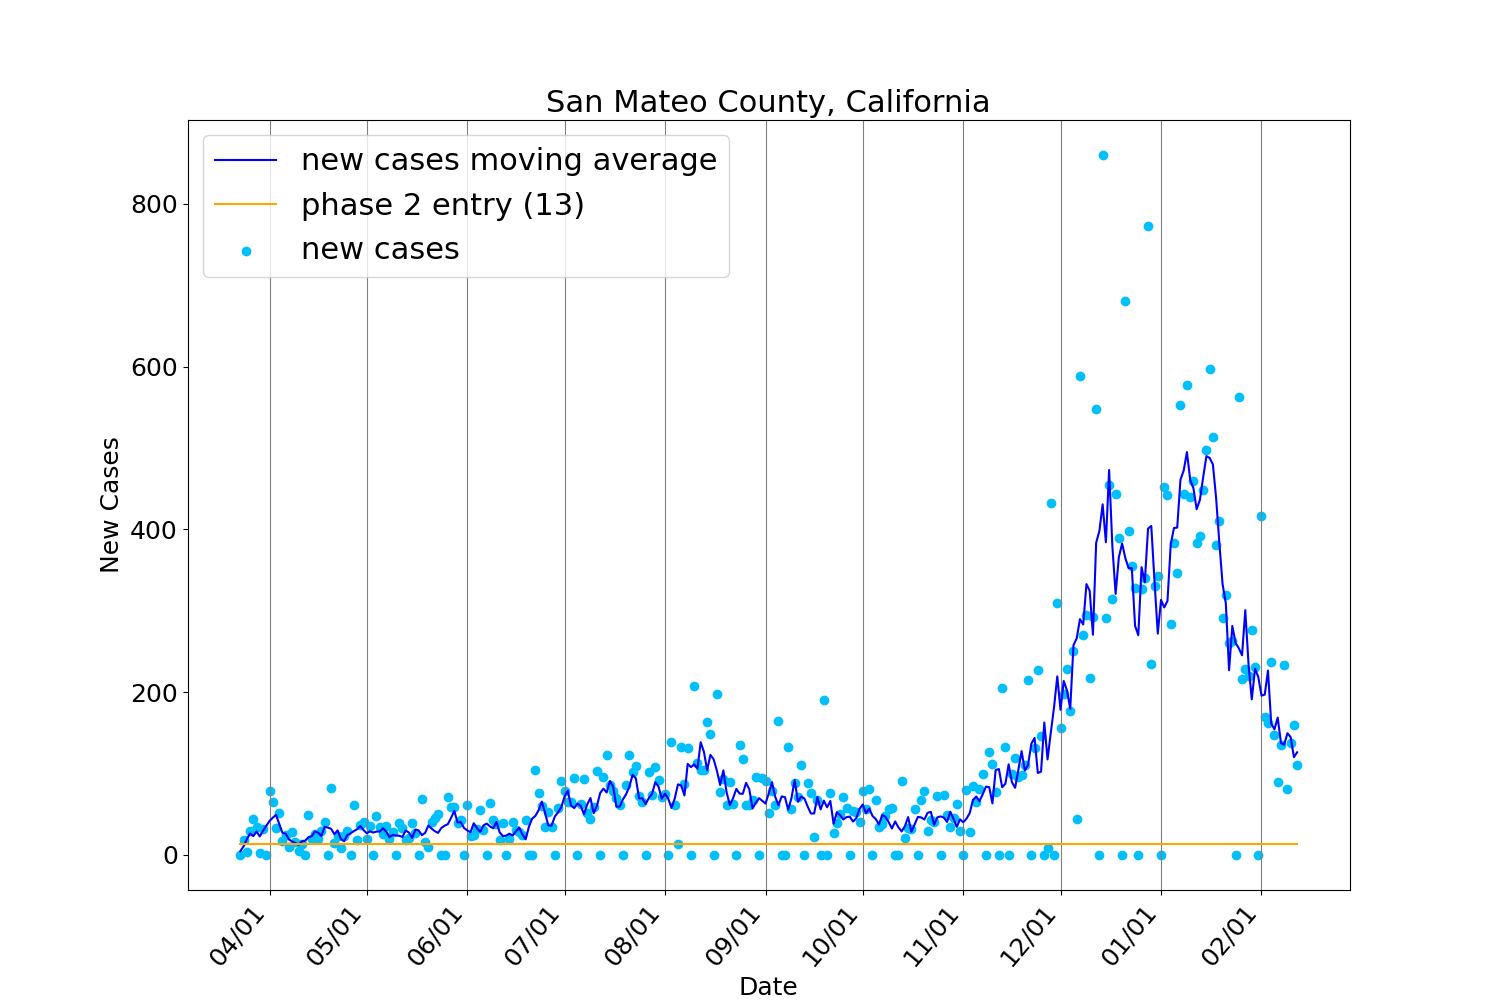 San Mateo County, California
new cases moving average
phase 2 entry (13)
new cases
800
600
400
200
0
New Cases
04/01
05/01
06/01
07/01
08/01
09/01
10/01
11/01
12/01
01/01
02/01
Date